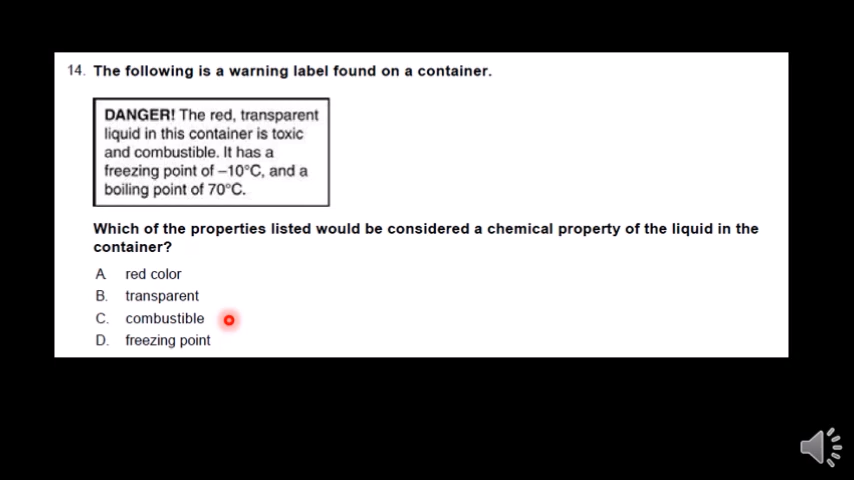 14. The following is a warning label found on a container.
DANGER! The red, transparent
liquid in this container is toxic
and combustible. It has a
freezing point of –10°C, and a
boiling point of 70°C.
Which of the properties listed would be considered a chemical property of the liquid in the
container?
A red color
B. transparent
C. combustible
D. freezing point